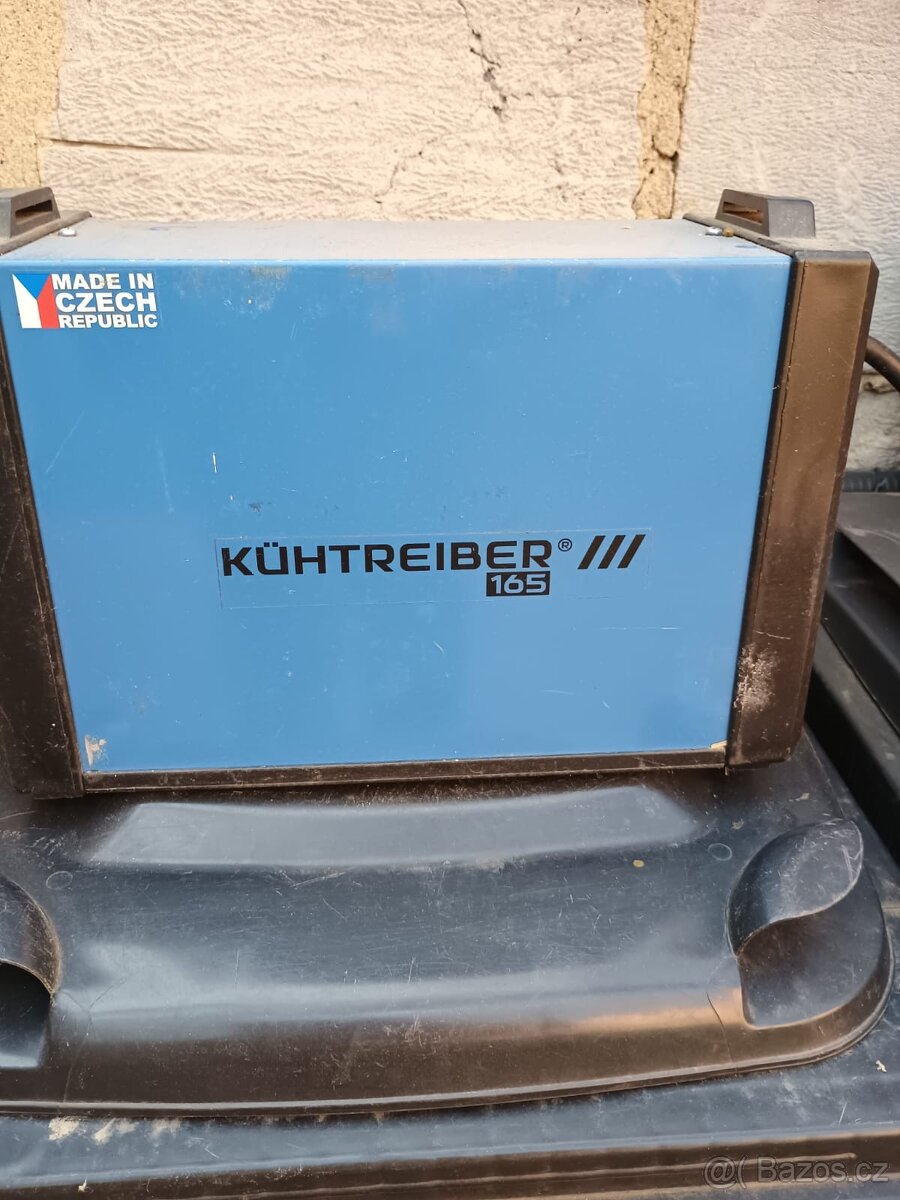 MADE IN
CZECH
REPUBLIC
KÜHTREIBER® ///
165
@( Bazos.cz